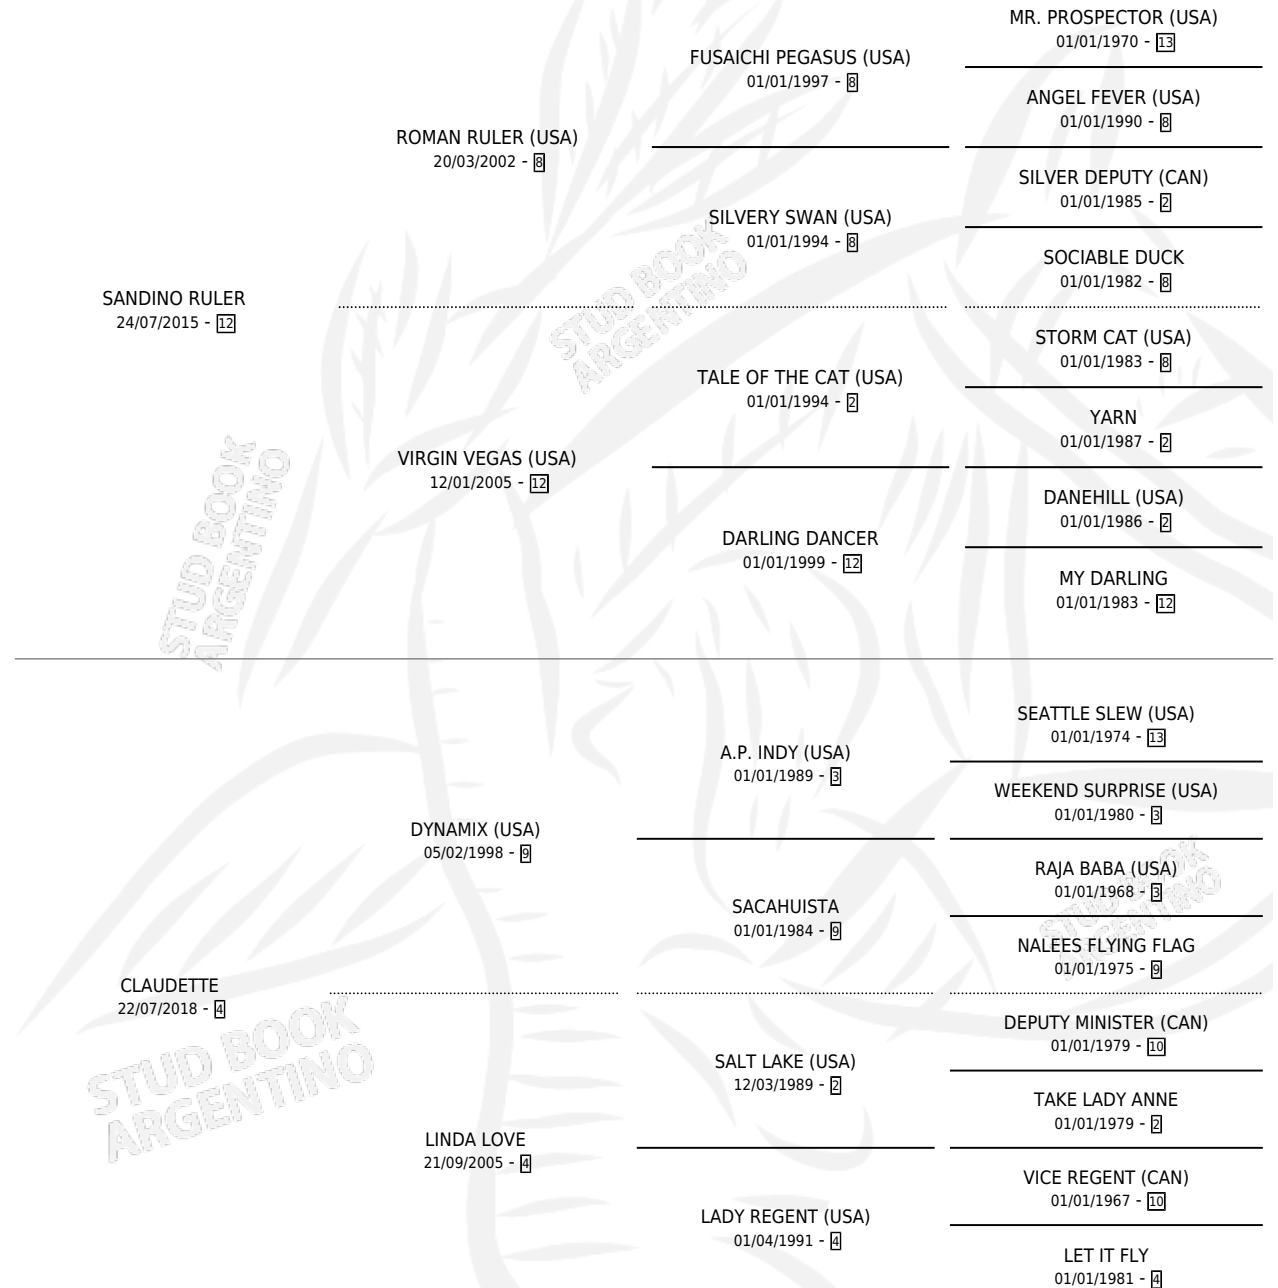 MR. PROSPECTOR (USA)
01/01/1970 - 13
FUSAICHI PEGASUS (USA)
01/01/1997 - 8
ANGEL FEVER (USA)
01/01/1990 - 8
ROMAN RULER (USA)
20/03/2002 - 8
SILVER DEPUTY (CAN)
01/01/1985 - 2
SILVERY SWAN (USA)
01/01/1994 - 8
SOCIABLE DUCK
01/01/1982 - 8
SANDINO RULER
24/07/2015 - 12
STUD BOOK
ARGENTINO
STORM CAT (USA)
01/01/1983 - 8
TALE OF THE CAT (USA)
01/01/1994 - 2
YARN
01/01/1987 - 2
VIRGIN VEGAS (USA)
12/01/2005 - 12
DANEHILL (USA)
01/01/1986 - 2
DARLING DANCER
01/01/1999 - 12
MY DARLING
01/01/1983 - 12
STUD BOOK
ARGENTINO
SEATTLE SLEW (USA)
01/01/1974 - 13
A.P. INDY (USA)
01/01/1989 - 3
WEEKEND SURPRISE (USA)
01/01/1980 - 3
DYNAMIX (USA)
05/02/1998 - 9
RAJA BABA (USA)
01/01/1968 - 3
SACAHUISTA
01/01/1984 - 9
STUD BOOK
ARGENTINO
NALEES FLYING FLAG
01/01/1975 - 9
CLAUDETTE
22/07/2018 - 4
STUD BOOK
ARGENTINO
DEPUTY MINISTER (CAN)
01/01/1979 - 10
SALT LAKE (USA)
12/03/1989 - 2
TAKE LADY ANNE
01/01/1979 - 2
LINDA LOVE
21/09/2005 - 4
VICE REGENT (CAN)
01/01/1967 - 10
LADY REGENT (USA)
01/04/1991 - 4
LET IT FLY
01/01/1981 - 4